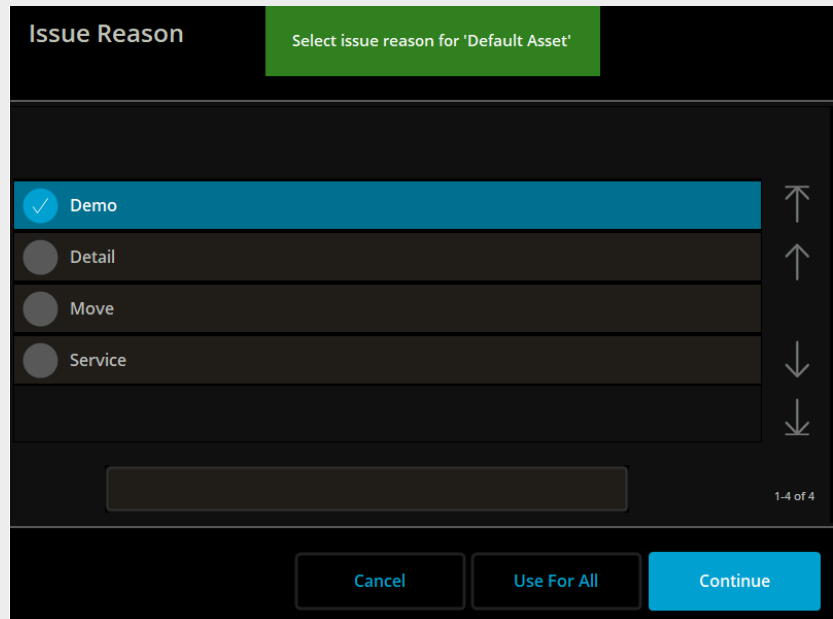 Issue Reason
Select issue reason for 'Default Asset'
Demo
Detail
Move
Service
1-4 of 4
Cancel
Use For All
Continue